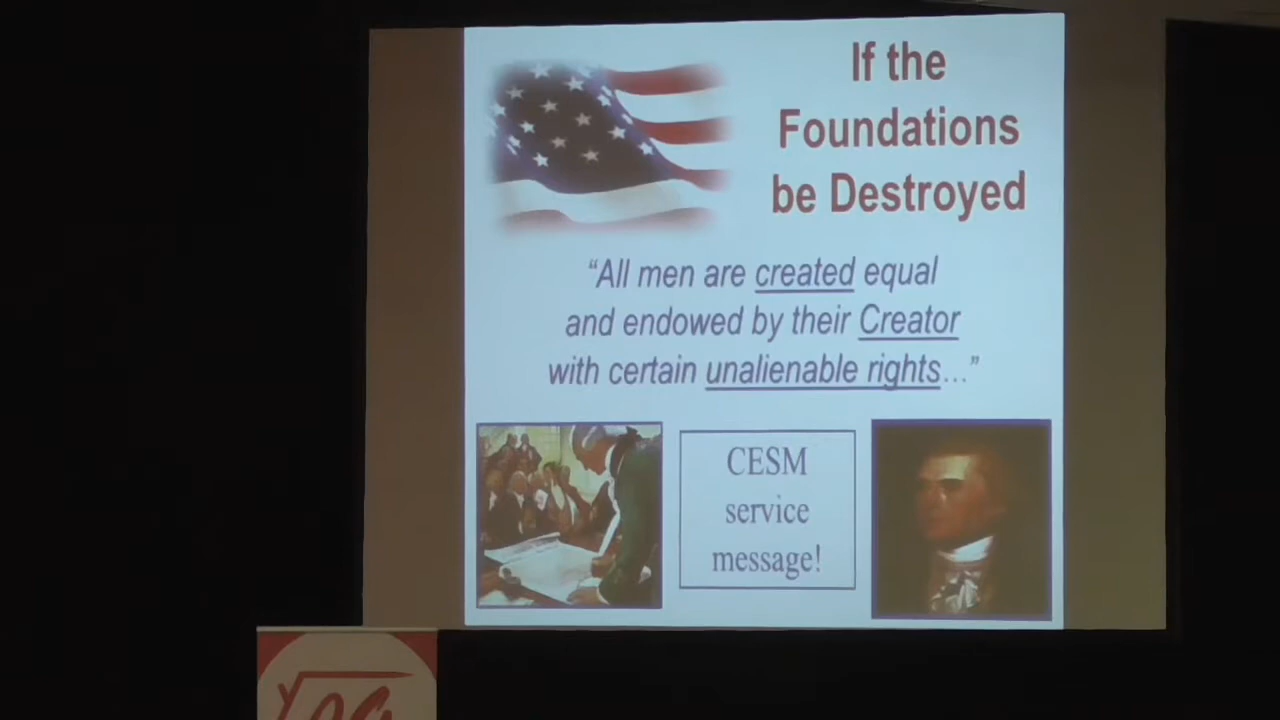 If the
Foundations
be Destroyed
“All men are created equal
and endowed by their Creator
with certain unalienable rights...”
CESM
service
message!